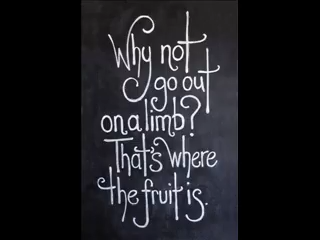 Why not
go out
on a limb?
That's where
the fruit is.